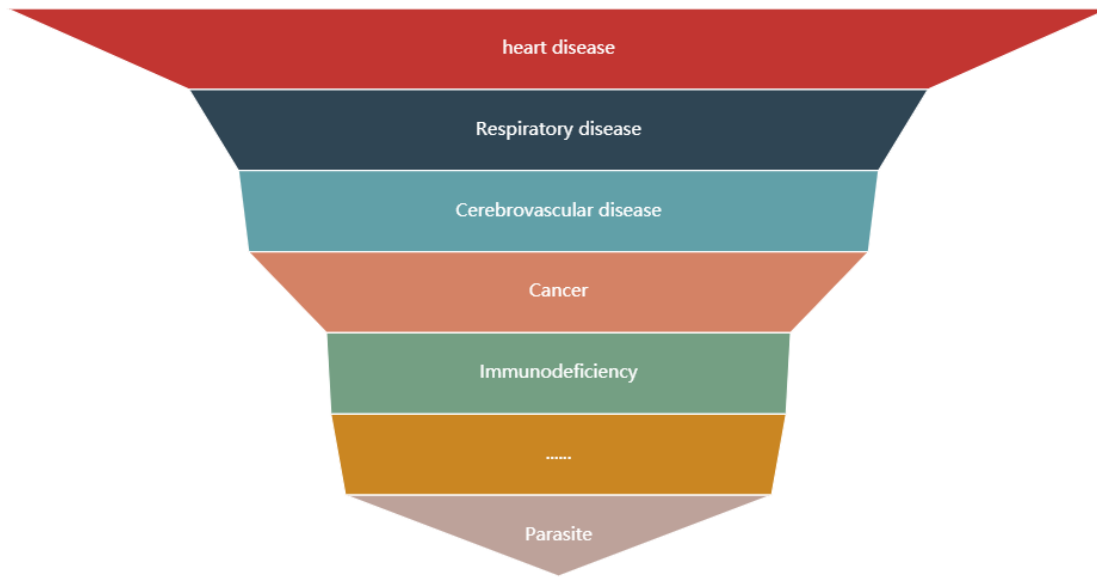 heart disease
Respiratory disease
Cerebrovascular disease
Cancer
Immunodeficiency
......
Parasite